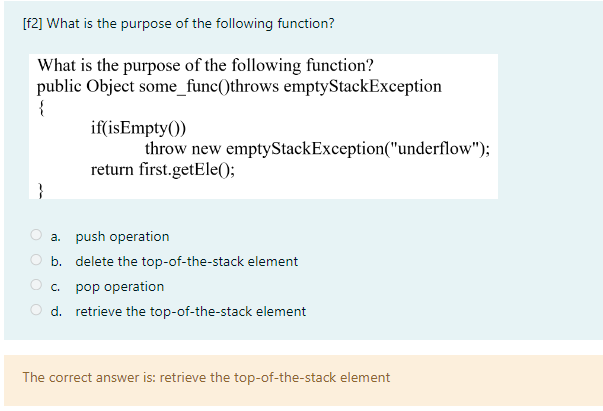 [f2] What is the purpose of the following function?
What is the purpose of the following function?
public Object some_func()throws emptyStackException
{
if(isEmpty())
throw new emptyStackException("underflow");
return first.getEle();
}
a. push operation
b. delete the top-of-the-stack element
c. pop operation
d. retrieve the top-of-the-stack element
The correct answer is: retrieve the top-of-the-stack element